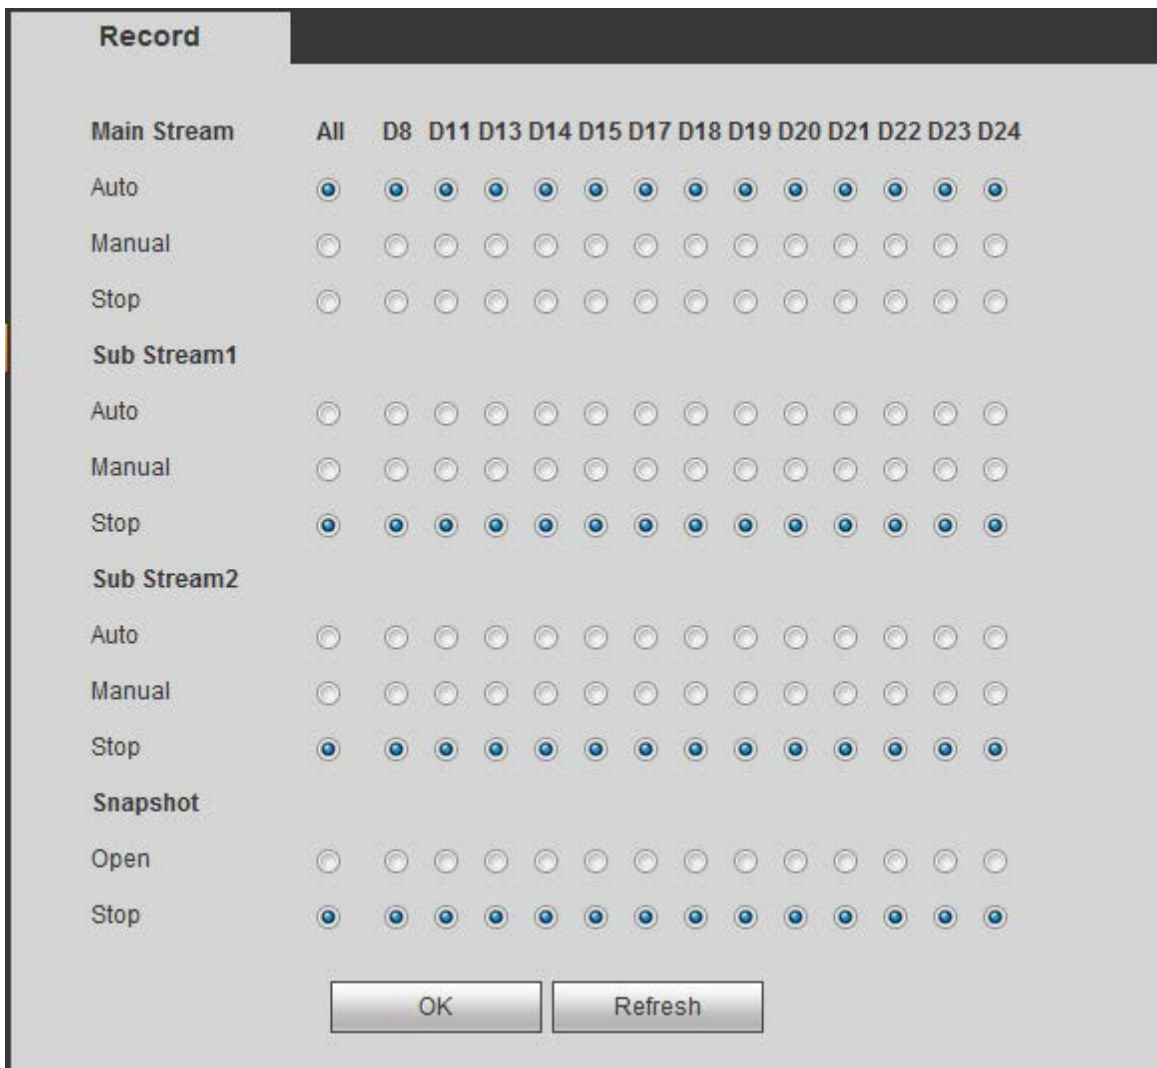 Record
Main Stream All D8 D11 D13 D14 D15 D17 D18 D19 D20 D21 D22 D23 D24
Auto
Manual
Stop
Sub Stream1
Auto
Manual
Stop
Sub Stream2
Auto
Manual
Stop
Snapshot
Open
Stop
OK Refresh